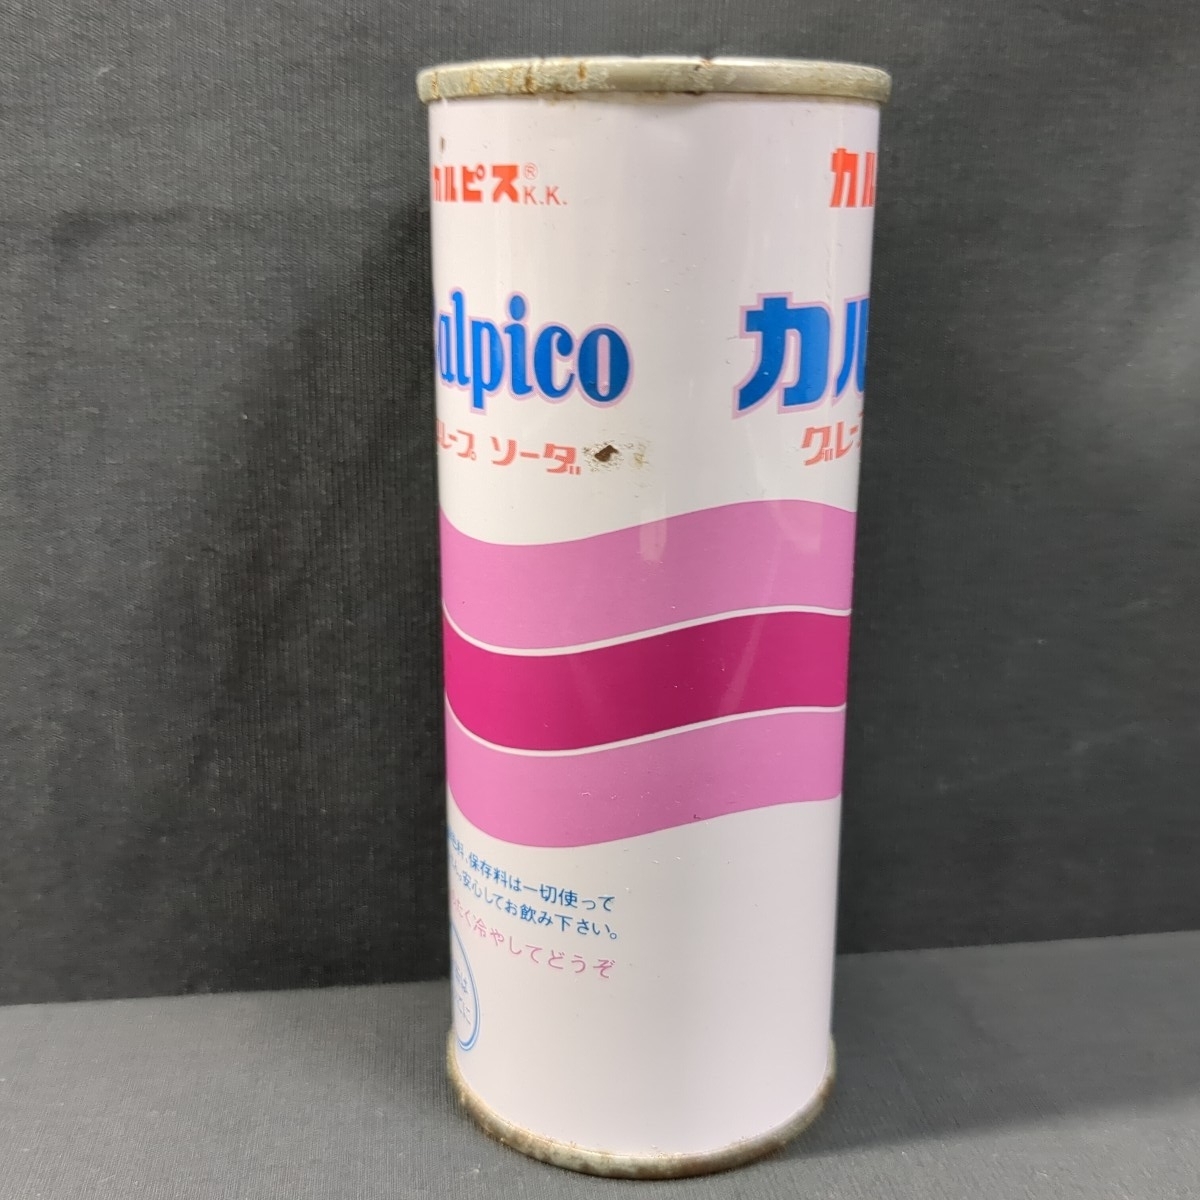 カルピス® K.K.
alpico
レープ ソーダ
保存料は一切使って
安心してお飲み下さい。
冷やしてどうぞ
カル
カル
グレー